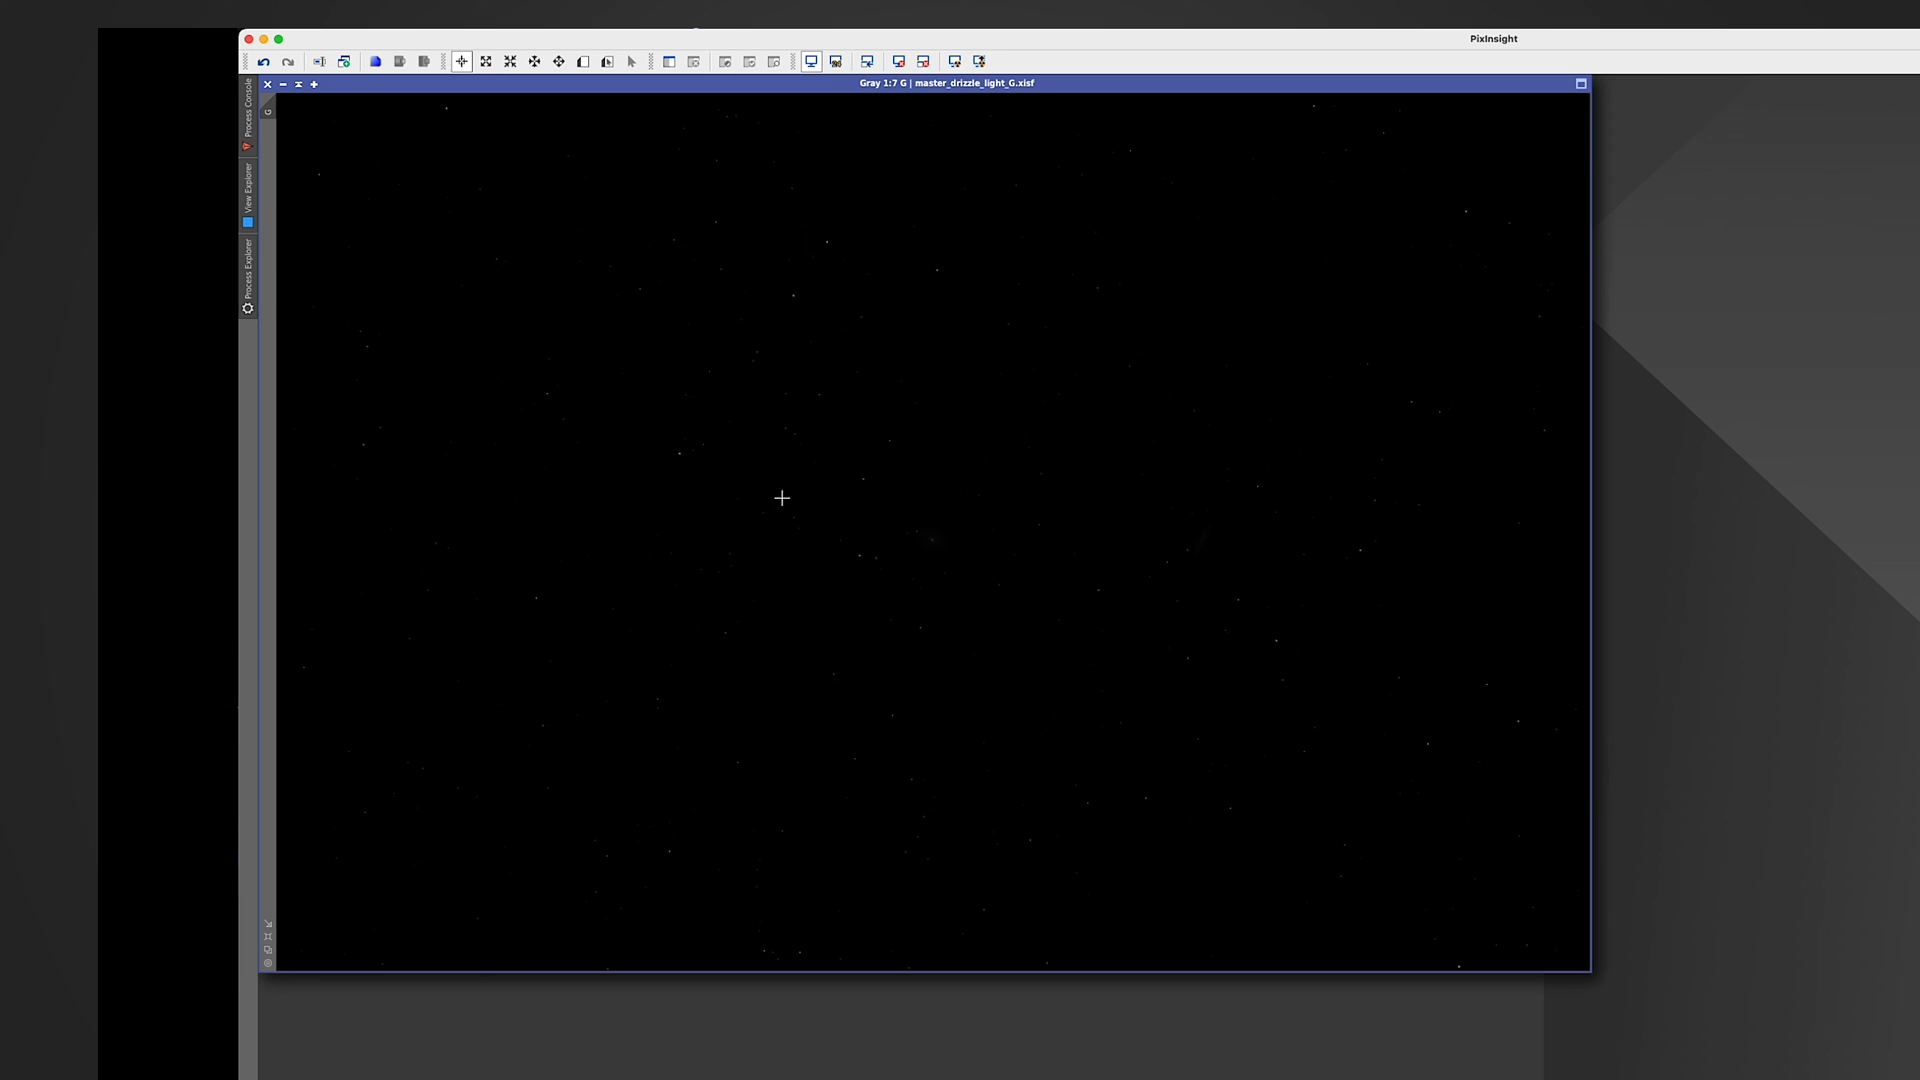 PixInsight
Gray 1:7 G | master_drizzle_light_G.xisf
G
Process Console
View Explorer
Process Explorer